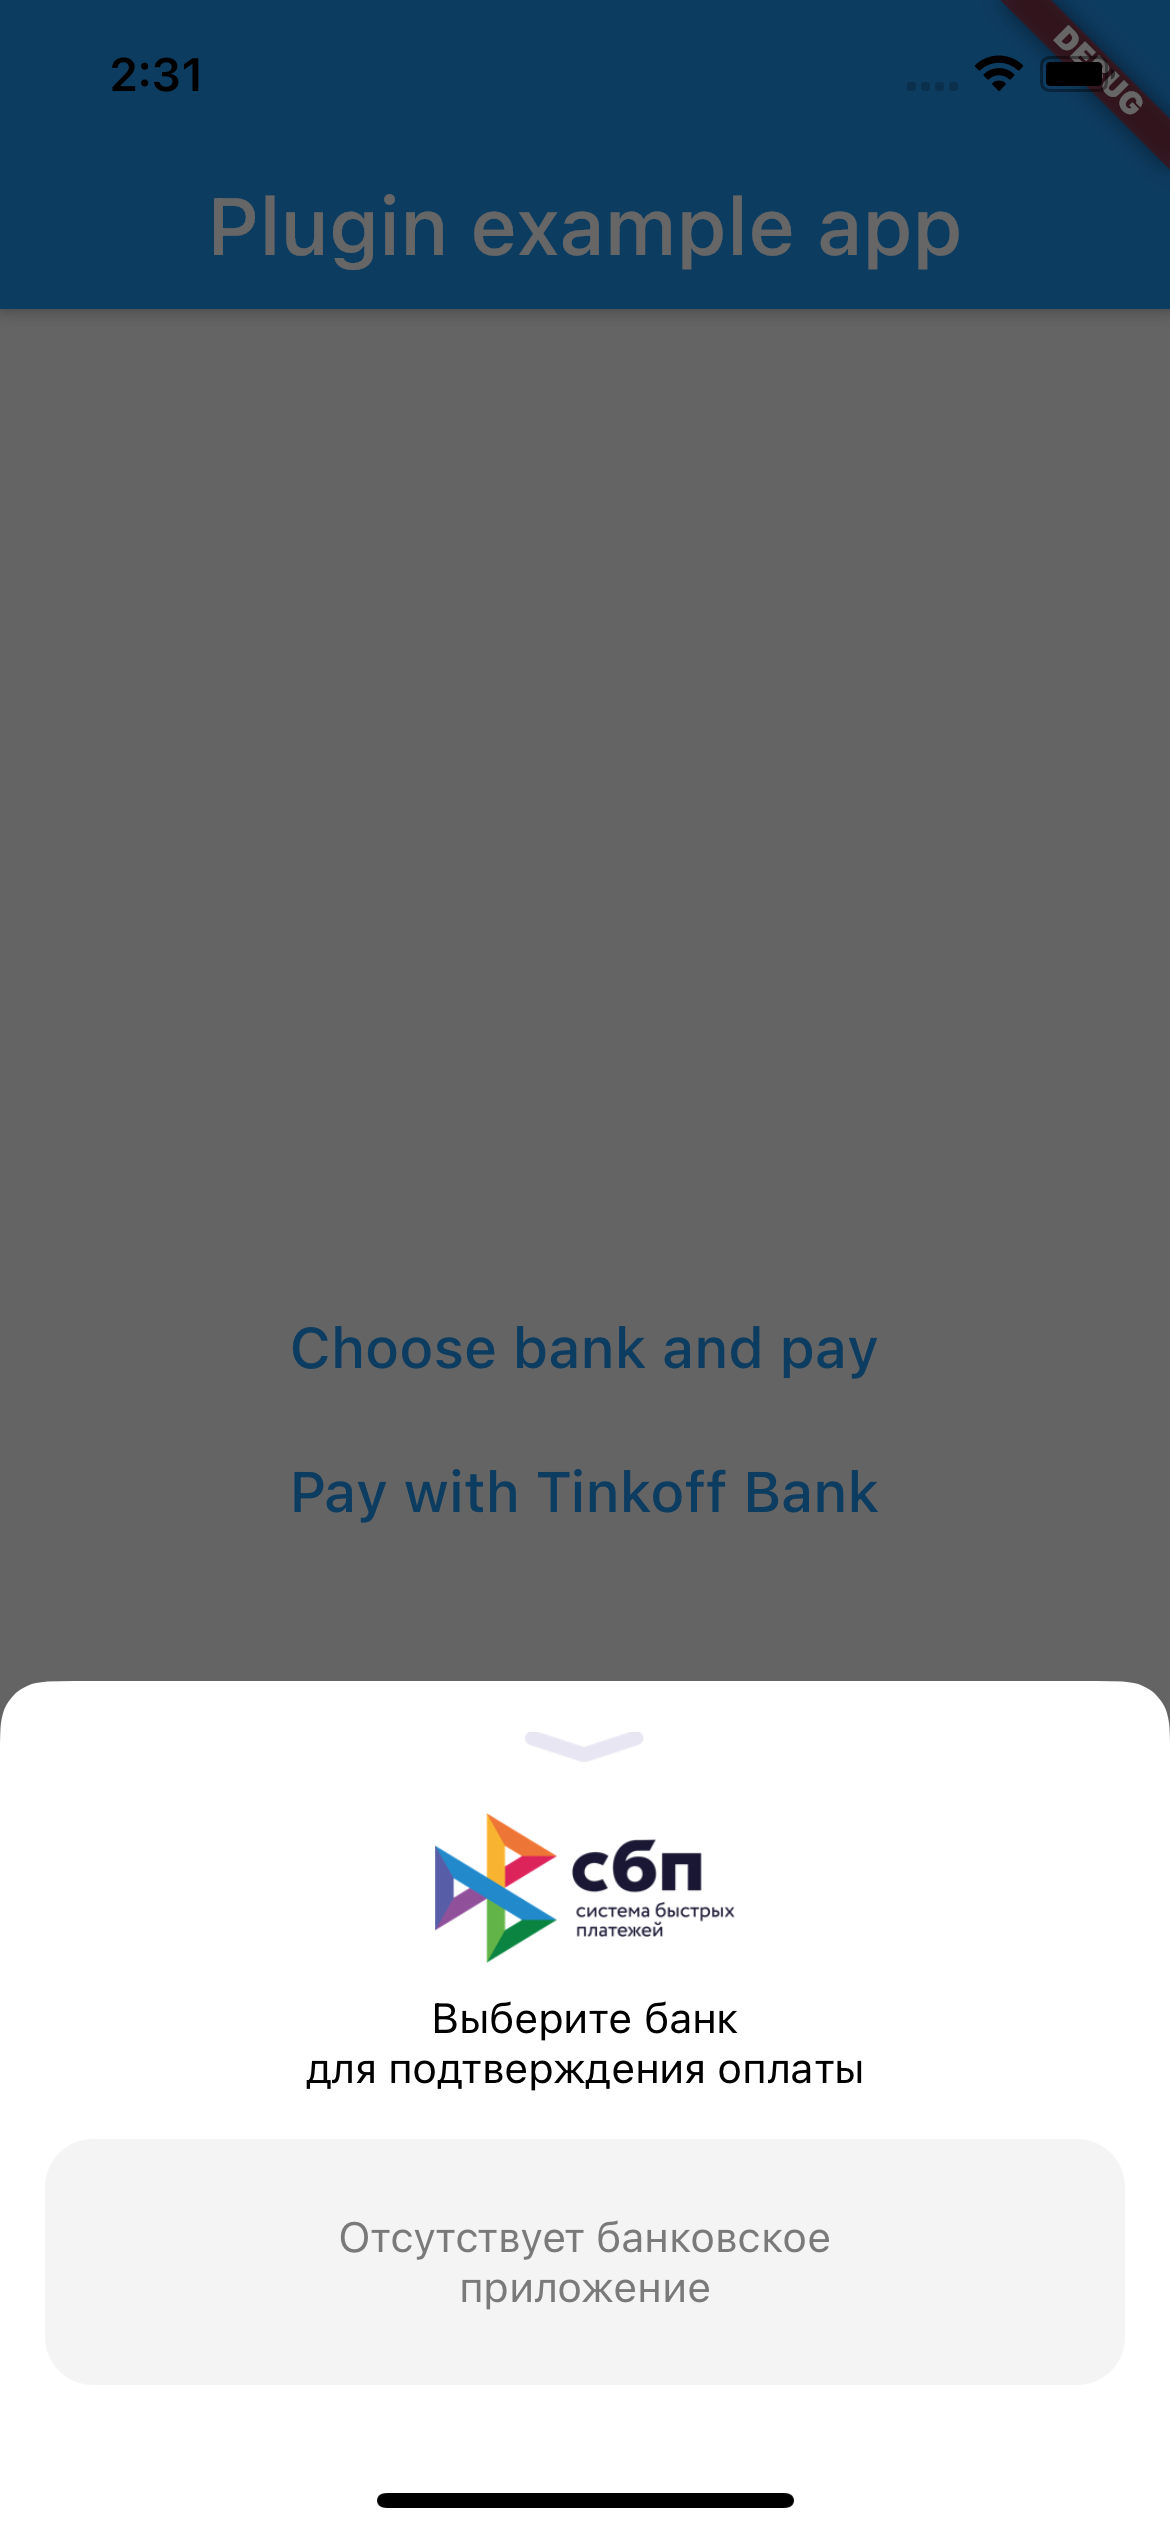 2:31
DEBUG
Plugin example app
Choose bank and pay
Pay with Tinkoff Bank
сбп
система быстрых
платежей
Выберите банк
для подтверждения оплаты
Отсутствует банковское
приложение